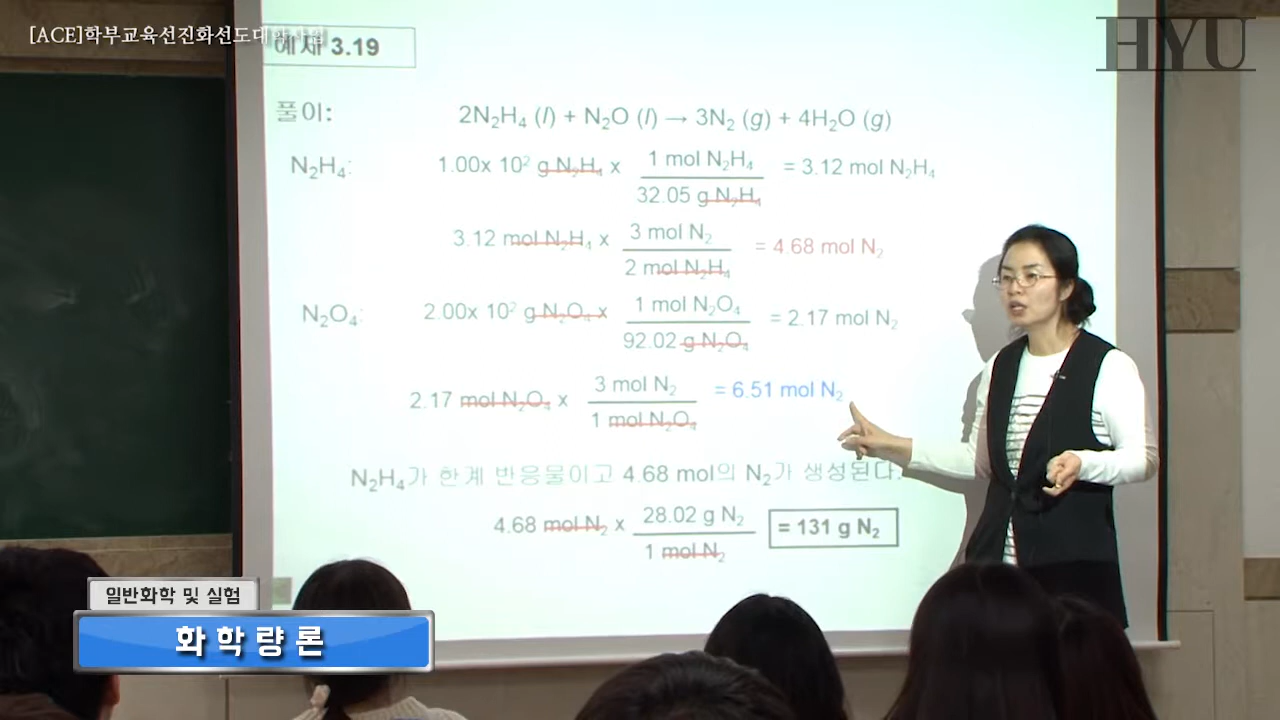 [ACE]학부교육선진화선도대학사업
HYU
예제 3.19
풀이:
2N₂H₄ (l) + N₂O (l) → 3N₂ (g) + 4H₂O (g)
N₂H₄: 1.00x 10² g N₂H₄ x 1 mol N₂H₄ / 32.05 g N₂H₄ = 3.12 mol N₂H₄
3.12 mol N₂H₄ x 3 mol N₂ / 2 mol N₂H₄ = 4.68 mol N₂
N₂O₄: 2.00x 10² g N₂O₄ x 1 mol N₂O₄ / 92.02 g N₂O₄ = 2.17 mol N₂
2.17 mol N₂O₄ x 3 mol N₂ / 1 mol N₂O₄ = 6.51 mol N₂
N₂H₄가 한계 반응물이고 4.68 mol의 N₂가 생성된다.
4.68 mol N₂ x 28.02 g N₂ / 1 mol N₂ = 131 g N₂
일반화학 및 실험
화학량론